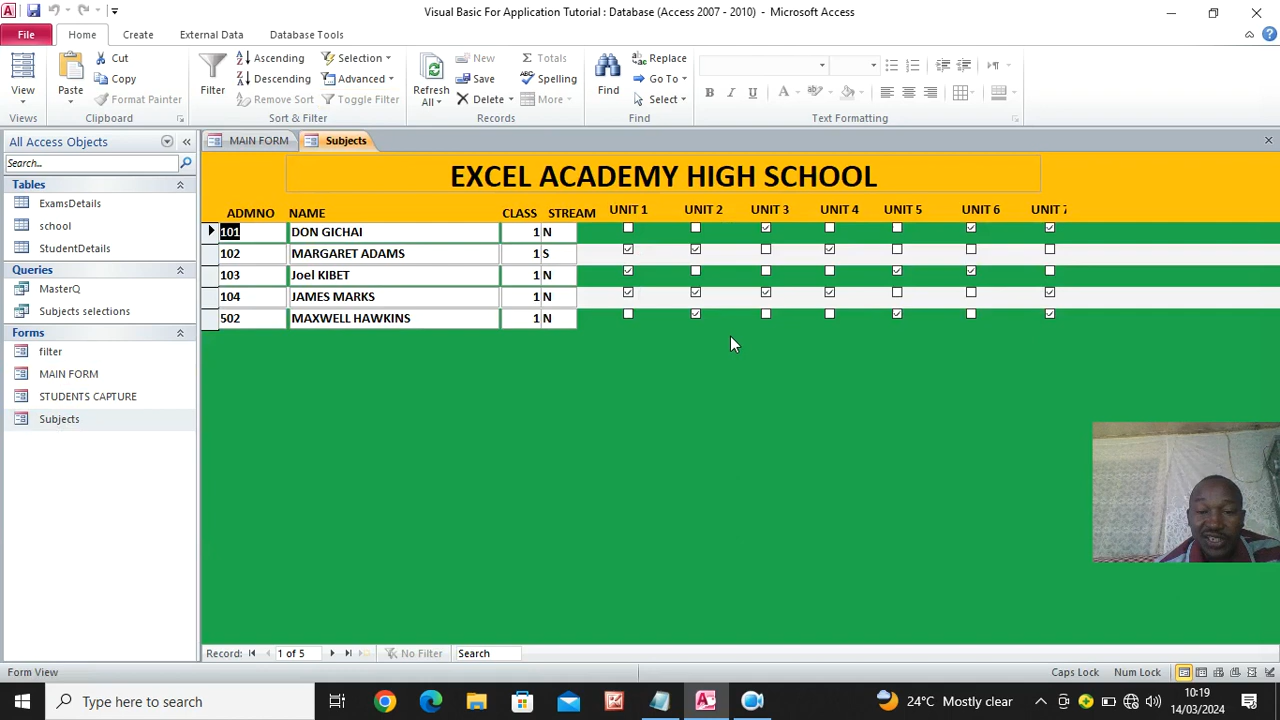 Visual Basic For Application Tutorial : Database (Access 2007 - 2010) - Microsoft Access
File Home Create External Data Database Tools
View
Views
Paste
Cut
Copy
Format Painter
Clipboard
Filter
Ascending
Descending
Remove Sort
Selection
Advanced
Toggle Filter
Sort & Filter
Refresh
All
New
Save
Delete
Totals
Spelling
More
Records
Find
Replace
Go To
Select
Find
B I U
A
Text Formatting
All Access Objects
Search...
Tables
ExamsDetails
school
StudentDetails
Queries
MasterQ
Subjects selections
Forms
filter
MAIN FORM
STUDENTS CAPTURE
Subjects
MAIN FORM Subjects
EXCEL ACADEMY HIGH SCHOOL
ADMNO NAME CLASS STREAM UNIT 1 UNIT 2 UNIT 3 UNIT 4 UNIT 5 UNIT 6 UNIT 7
101 DON GICHAI 1 N
102 MARGARET ADAMS 1 S
103 Joel KIBET 1 N
104 JAMES MARKS 1 N
502 MAXWELL HAWKINS 1 N
Record: 1 of 5 No Filter Search
Form View Caps Lock Num Lock
Type here to search
24°C Mostly clear
10:19
14/03/2024